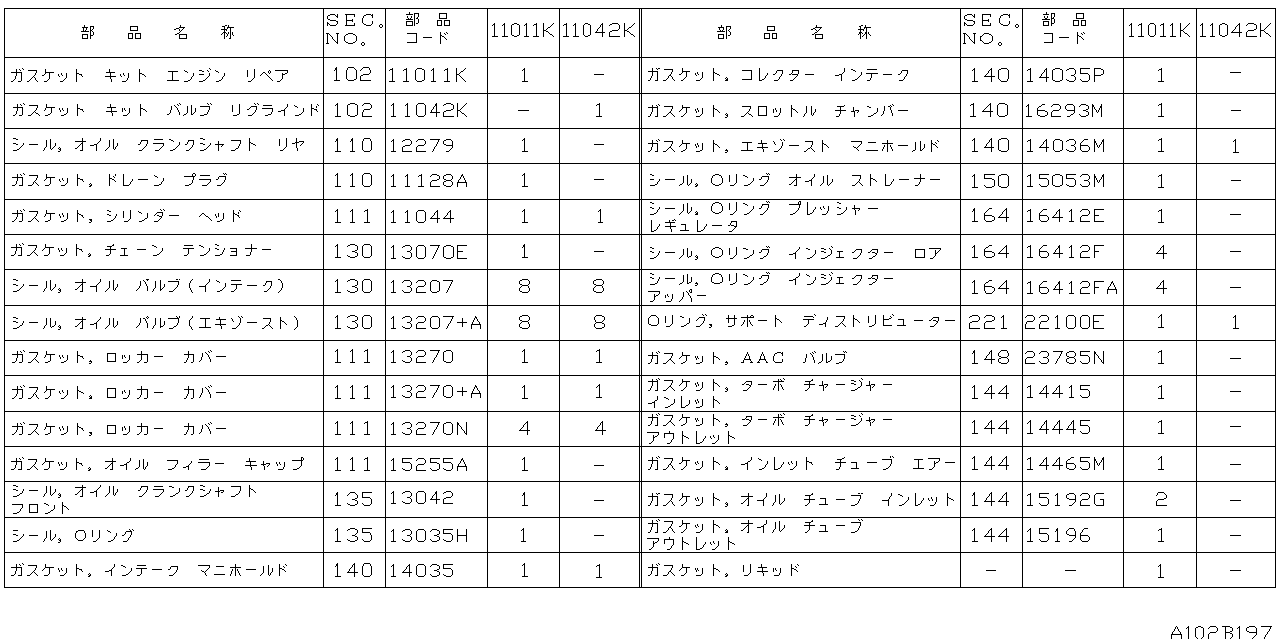 部 品 名 称 SEC. NO. 部 品 コード 11011K 11042K 部 品 名 称 SEC. NO. 部 品 コード 11011K 11042K
ガスケット キット エンジン リペア 102 11011K 1 - ガスケット, コレクター インテーク 140 14035P 1 -
ガスケット キット バルブ リグラインド 102 11042K - 1 ガスケット, スロットル チャンバー 140 16293M 1 -
シール, オイル クランクシャフト リヤ 110 12279 1 - ガスケット, エキゾースト マニホールド 140 14036M 1 1
ガスケット, ドレーン プラグ 110 11128A 1 - シール, Oリング オイル ストレーナー 150 15053M 1 -
ガスケット, シリンダー ヘッド 111 11044 1 1 シール, Oリング プレッシャー レギュレータ 164 16412E 1 -
ガスケット, チェーン テンショナー 130 13070E 1 - シール, Oリング インジェクター ロア 164 16412F 4 -
シール, オイル バルブ(インテーク) 130 13207 8 8 シール, Oリング インジェクター アッパー 164 16412FA 4 -
シール, オイル バルブ(エキゾースト) 130 13207+A 8 8 Oリング, サポート ディストリビューター 221 22100E 1 1
ガスケット, ロッカー カバー 111 13270 1 1 ガスケット, AAC バルブ 148 23785N 1 -
ガスケット, ロッカー カバー 111 13270+A 1 1 ガスケット, ターボ チャージャー インレット 144 14415 1 -
ガスケット, ロッカー カバー 111 13270N 4 4 ガスケット, ターボ チャージャー アウトレット 144 14445 1 -
ガスケット, オイル フィラー キャップ 111 15255A 1 - ガスケット, インレット チューブ エアー 144 14465M 1 -
シール, オイル クランクシャフト フロント 135 13042 1 - ガスケット, オイル チューブ インレット 144 15192G 2 -
シール, Oリング 135 13035H 1 - ガスケット, オイル チューブ アウトレット 144 15196 1 -
ガスケット, インテーク マニホールド 140 14035 1 1 ガスケット, リキッド - - 1 -
A102B197